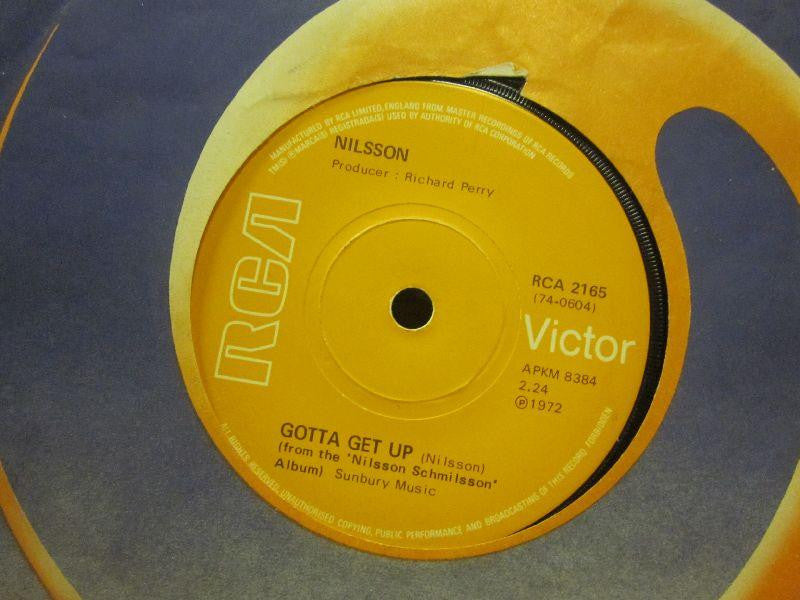 MANUFACTURED BY RCA LIMITED, ENGLAND FROM MASTER RECORDINGS OF RCA RECORDS
TM(S) ® MARCA(S) REGISTRADA(S) USED BY AUTHORITY OF RCA CORPORATION
NILSSON
Producer : Richard Perry
RCA
RCA 2165
(74-0604)
Victor
APKM 8384
2.24
℗1972
GOTTA GET UP (Nilsson)
(from the 'Nilsson Schmilsson'
Album) Sunbury Music
ALL RIGHTS RESERVED, UNAUTHORISED COPYING, PUBLIC PERFORMANCE AND BROADCASTING OF THIS RECORD FORBIDDEN